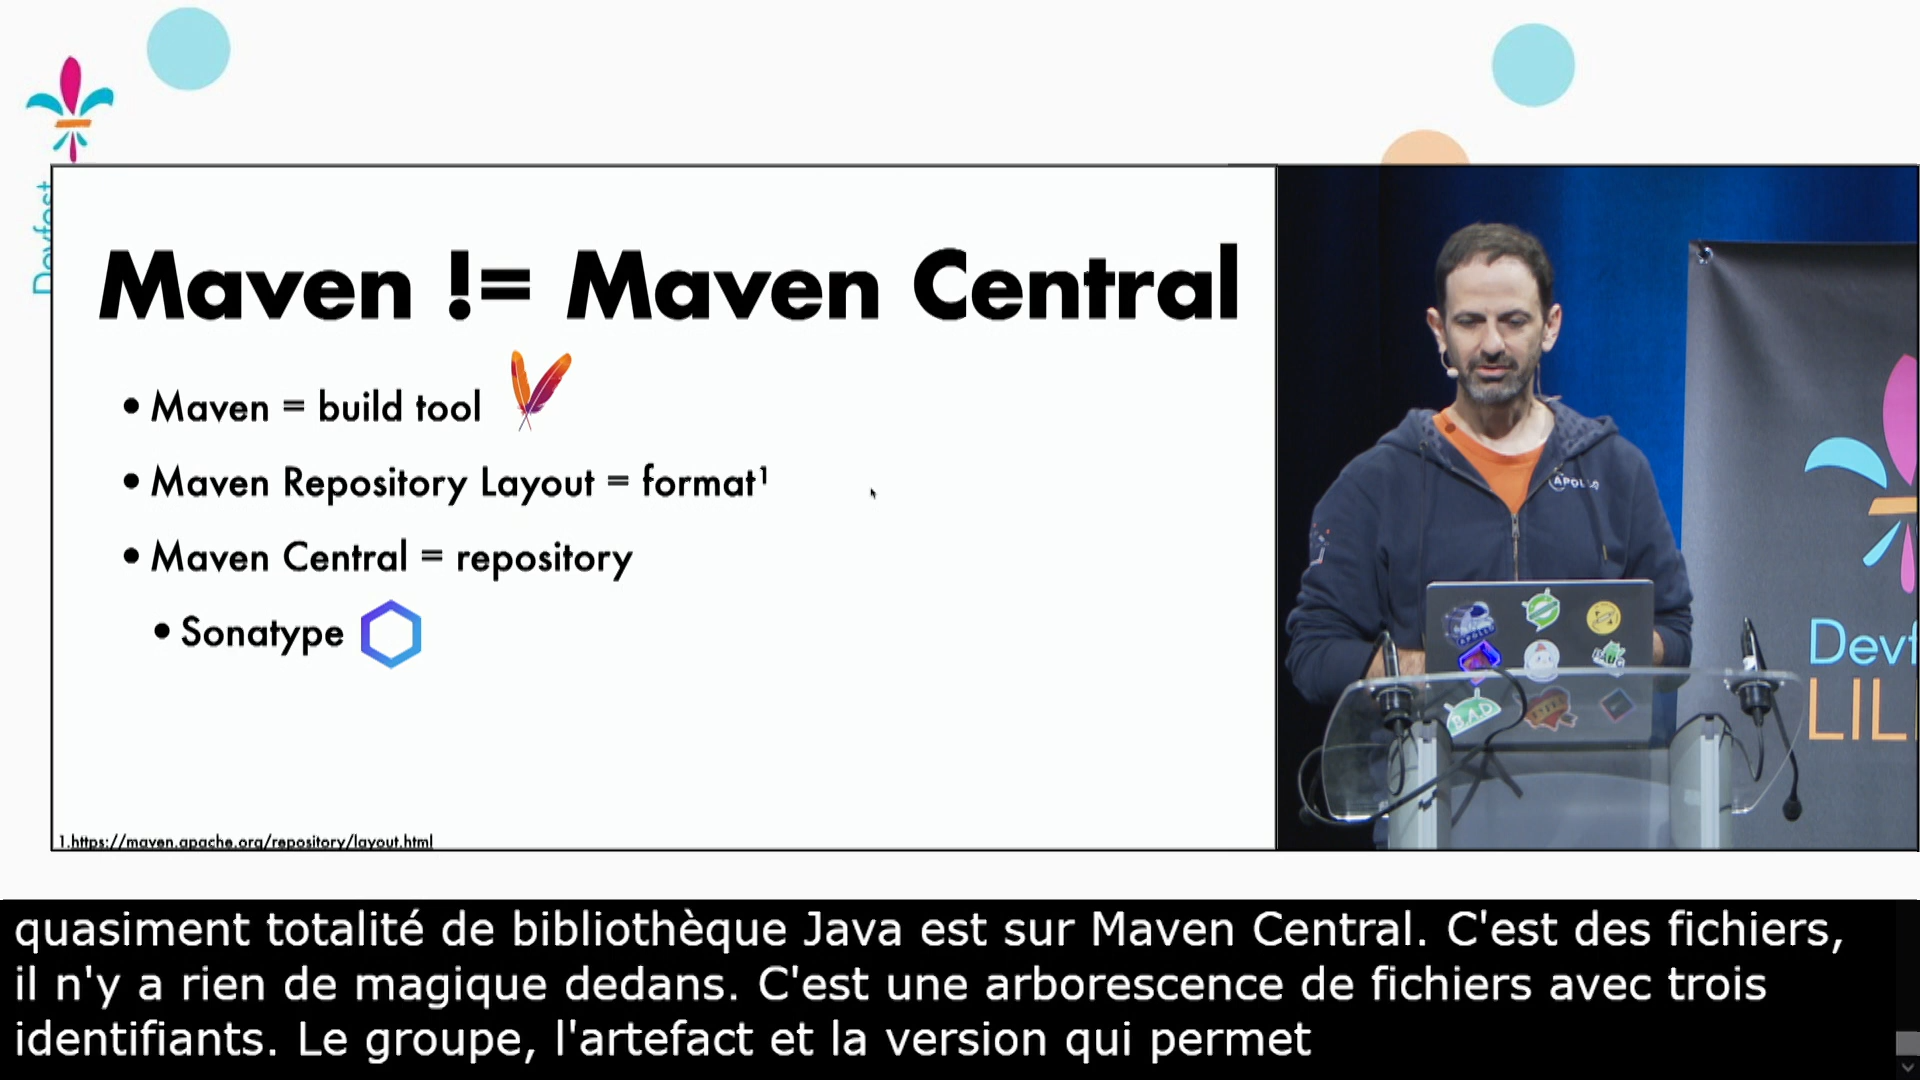 Devfest
Maven != Maven Central
• Maven = build tool
• Maven Repository Layout = format¹
• Maven Central = repository
• Sonatype
1.https://maven.apache.org/repository/layout.html
APOLLO
APOLLO
BAUG
B.A.D
Devf
LIL
quasiment totalité de bibliothèque Java est sur Maven Central. C'est des fichiers,
il n'y a rien de magique dedans. C'est une arborescence de fichiers avec trois
identifiants. Le groupe, l'artefact et la version qui permet